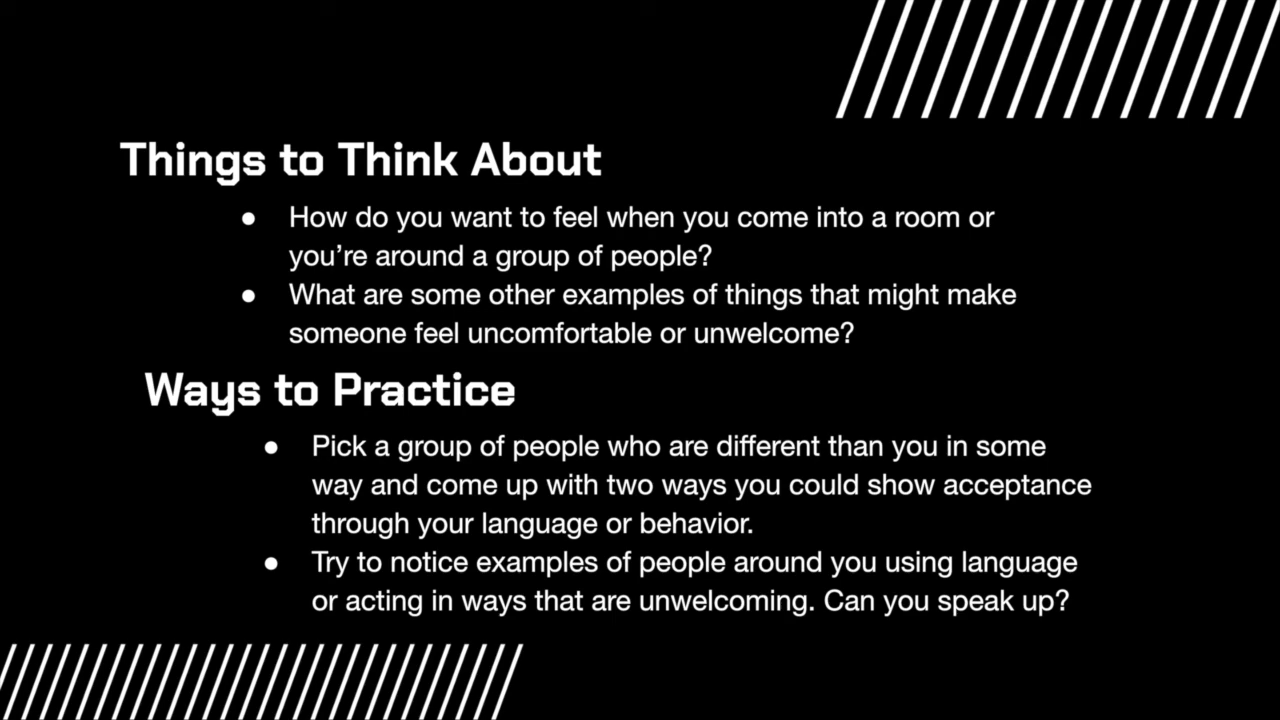 Things to Think About
● How do you want to feel when you come into a room or
you’re around a group of people?
● What are some other examples of things that might make
someone feel uncomfortable or unwelcome?
Ways to Practice
● Pick a group of people who are different than you in some
way and come up with two ways you could show acceptance
through your language or behavior.
● Try to notice examples of people around you using language
or acting in ways that are unwelcoming. Can you speak up?